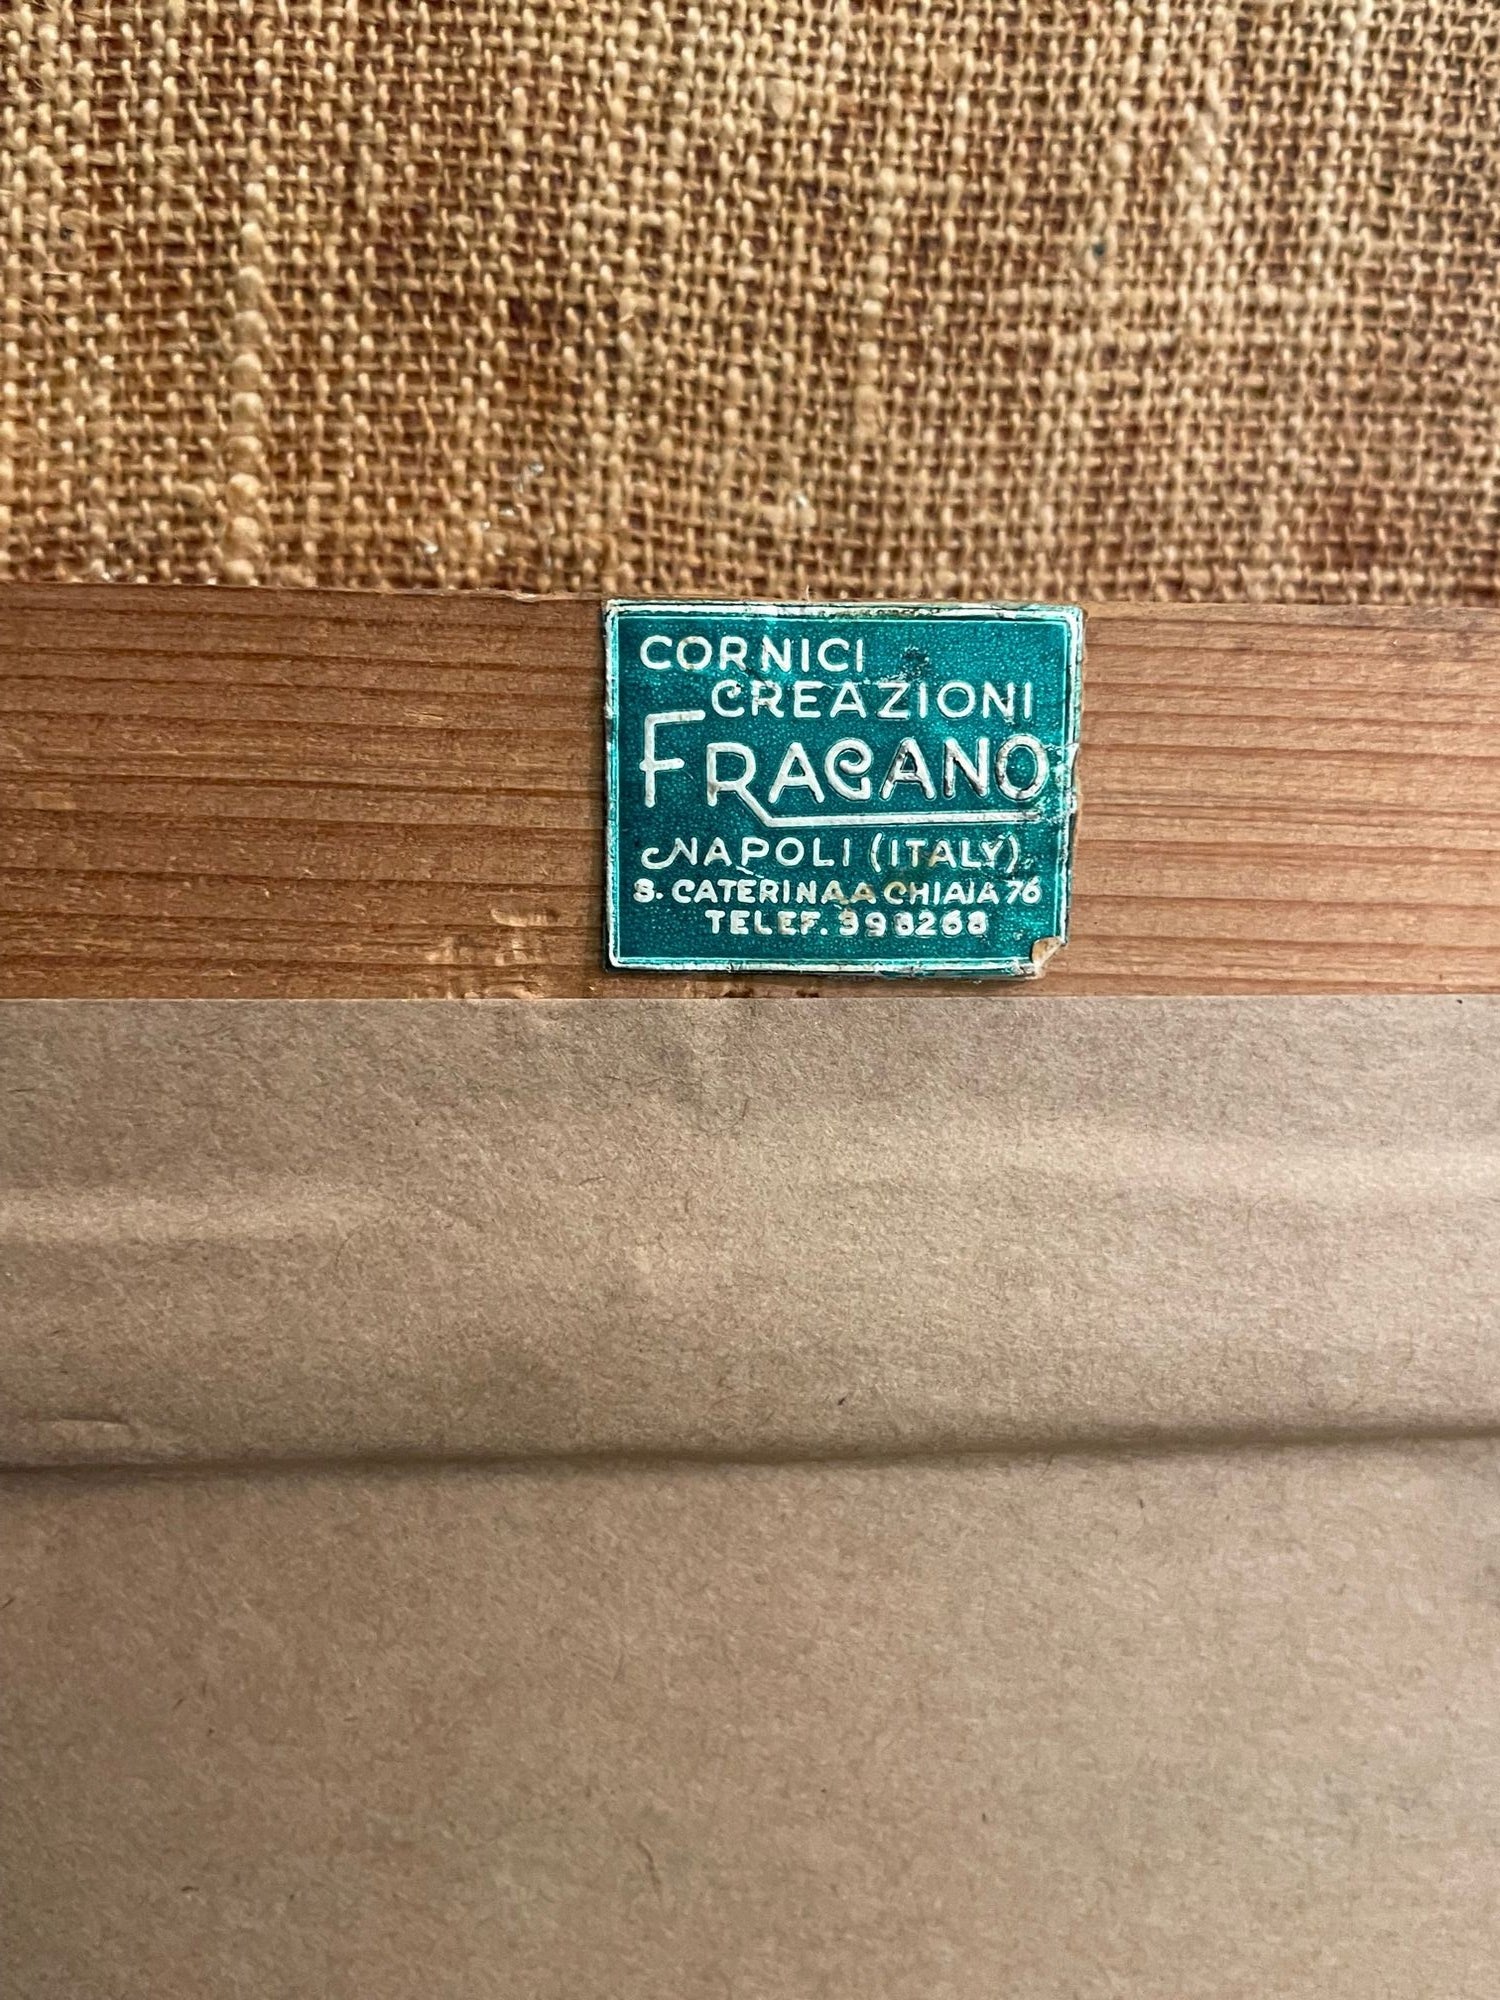 CORNICI
CREAZIONI
FRAGANO
NAPOLI (ITALY)
S. CATERINA A CHIAIA 76
TELEF. 398268